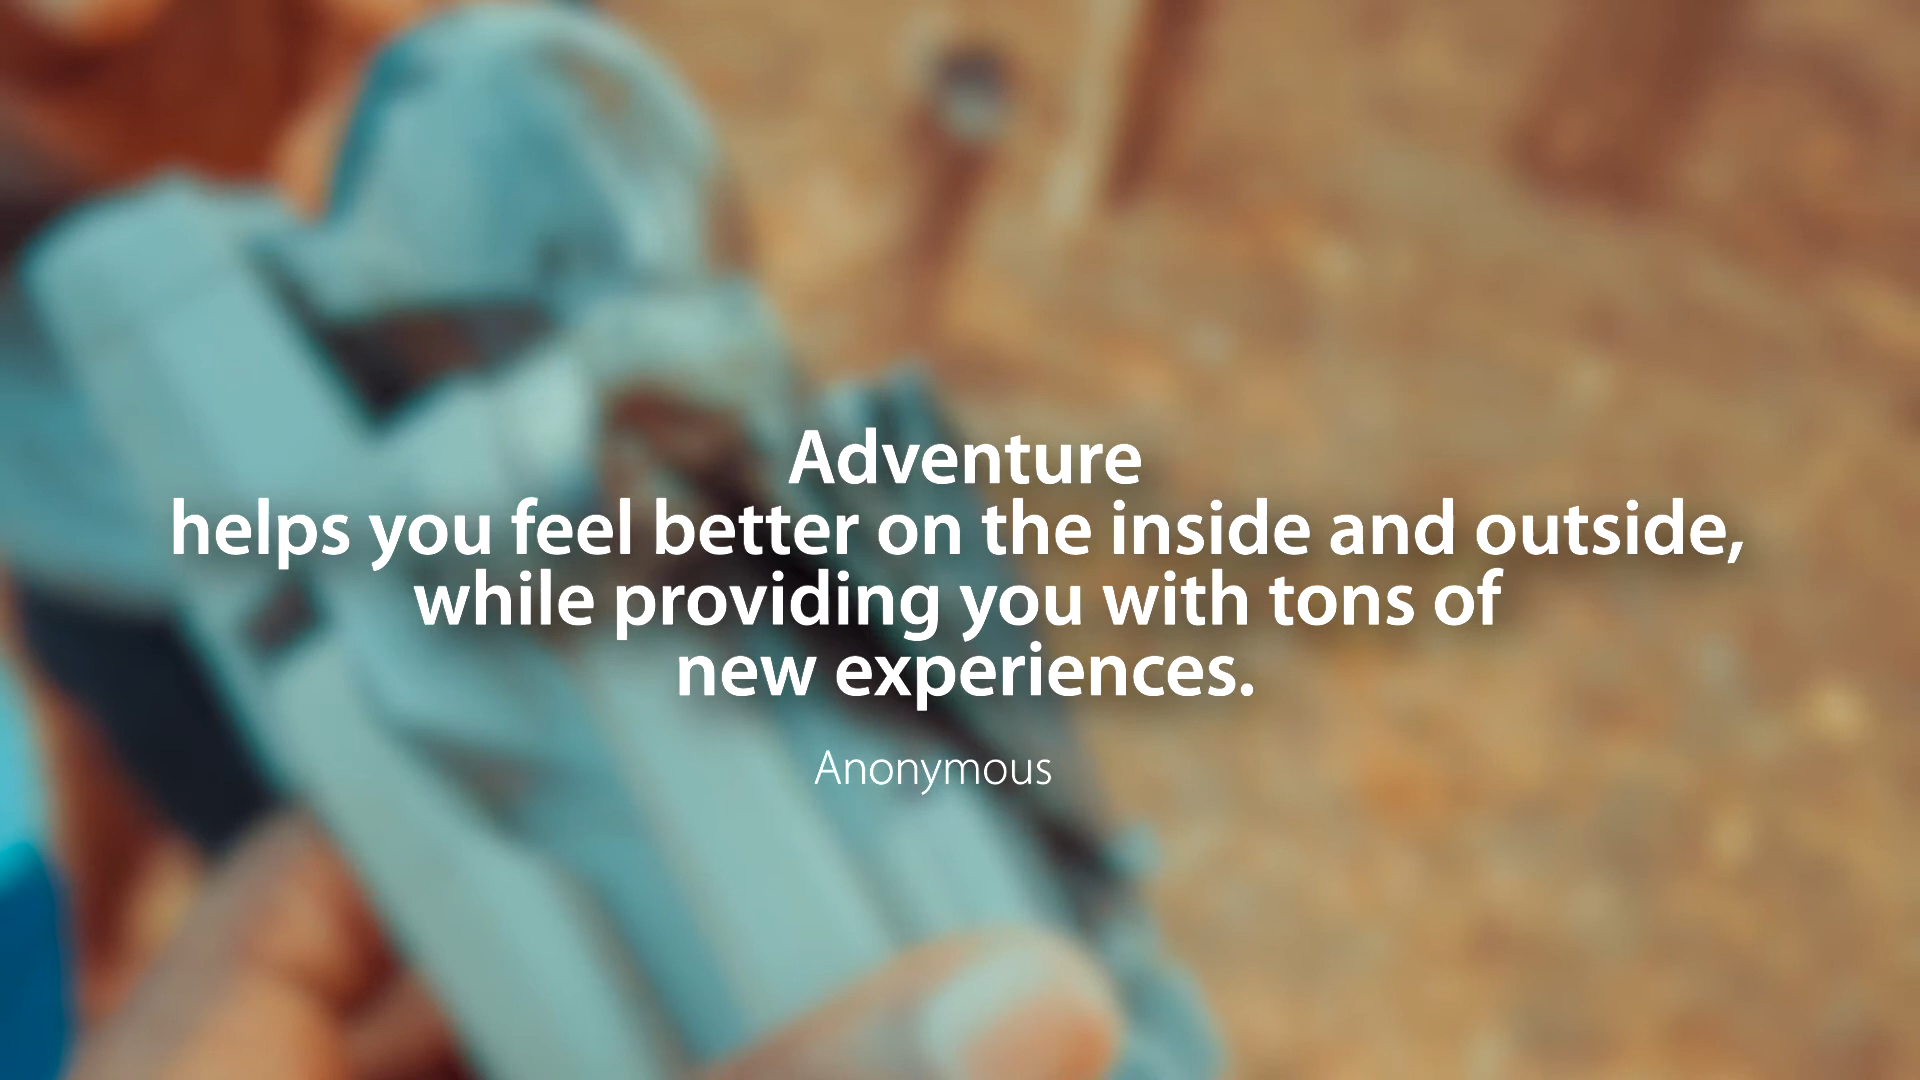 Adventure
helps you feel better on the inside and outside,
while providing you with tons of
new experiences.
Anonymous